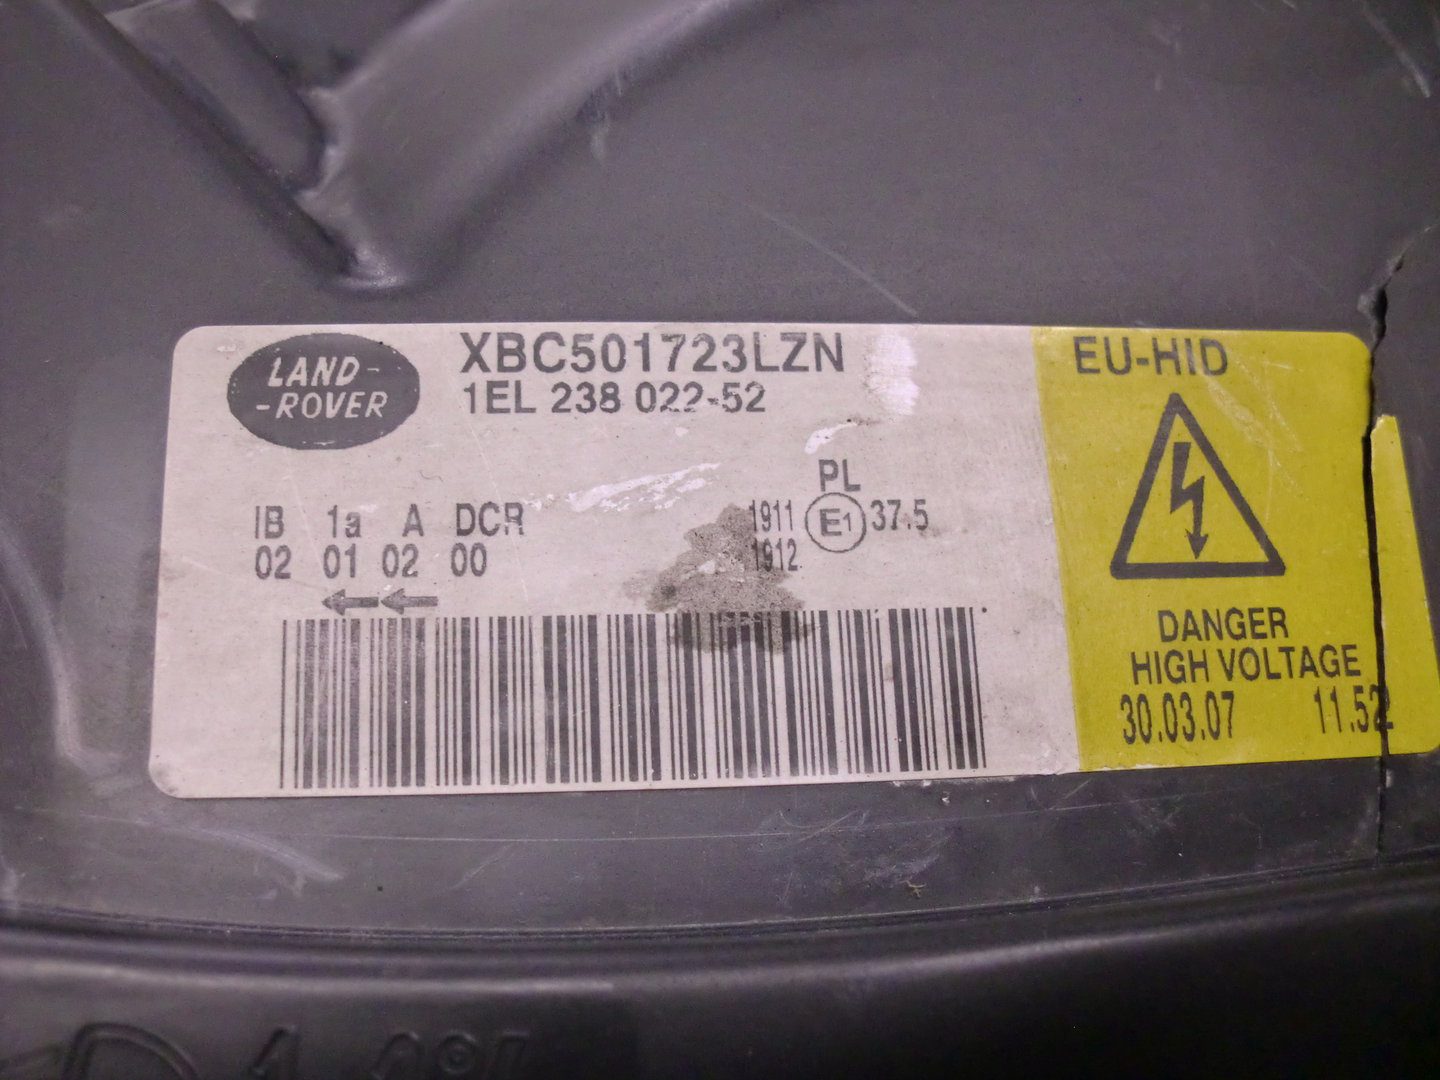 LAND-
-ROVER
XBC501723LZN
1EL 238 022-52
EU-HID
PL
IB 1a A DCR
1911 E1 37.5
02 01 02 00
1912
DANGER
HIGH VOLTAGE
30.03.07 11.52